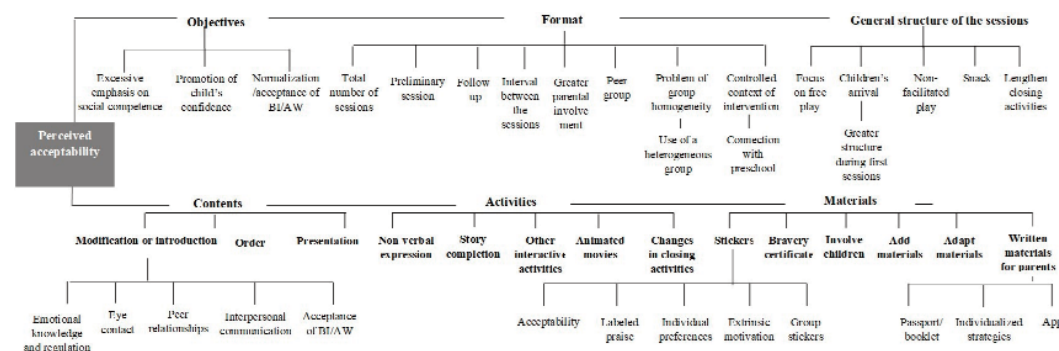 Objectives
Format
General structure of the sessions
Excessive
emphasis on
social competence
Promotion of
child's
confidence
Normalization
/acceptance of
BI/AW
Total
number of
sessions
Preliminary
session
Follow
up
Interval
between
the
sessions
Greater
parental
involve
ment
Peer
group
Problem of
group
homogeneity
Use of a
heterogeneous
group
Controlled
context of
intervention
Connection
with
preschool
Focus
on free
play
Children's
arrival
Greater
structure
during first
sessions
Non-
facilitated
play
Snack
Lengthen
closing
activities
Perceived
acceptability
Contents
Activities
Materials
Modification or introduction
Order
Presentation
Non verbal
expression
Story
completion
Other
interactive
activities
Animated
movies
Changes
in closing
activities
Stickers
Bravery
certificate
Involve
children
Add
materials
Adapt
materials
Written
materials
for parents
Emotional
knowledge
and regulation
Eye
contact
Peer
relationships
Interpersonal
communication
Acceptance
of BI/AW
Acceptability
Labeled
praise
Individual
preferences
Extrinsic
motivation
Group
stickers
Passport/
booklet
Individualized
strategies
App